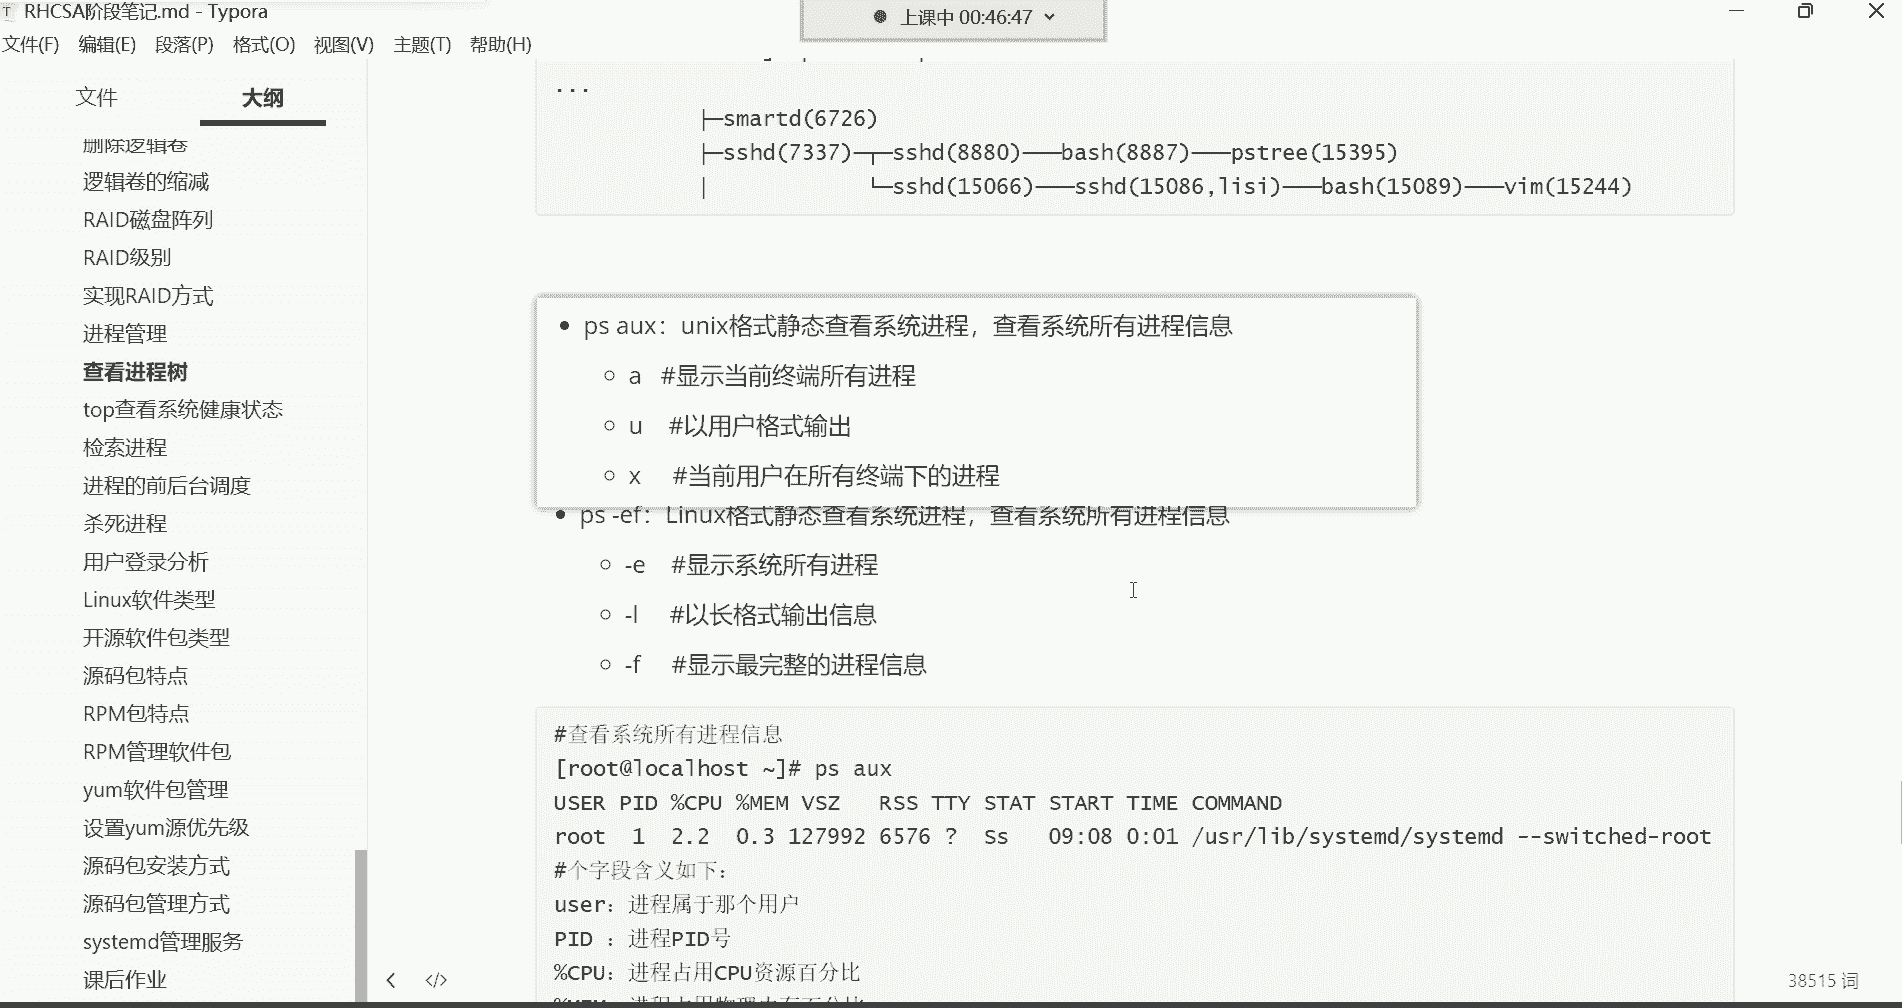 RHCSA阶段笔记.md - Typora
上课中 00:46:47
文件(F) 编辑(E) 段落(P) 格式(O) 视图(V) 主题(T) 帮助(H)
文件 大纲
删除逻辑卷
逻辑卷的缩减
RAID磁盘阵列
RAID级别
实现RAID方式
进程管理
查看进程树
top查看系统健康状态
检索进程
进程的前后台调度
杀死进程
用户登录分析
Linux软件类型
开源软件包类型
源码包特点
RPM包特点
RPM管理软件包
yum软件包管理
设置yum源优先级
源码包安装方式
源码包管理方式
systemd管理服务
课后作业
...
├─smartd(6726)
├─sshd(7337)─┬─sshd(8880)───bash(8887)───pstree(15395)
│ └─sshd(15066)───sshd(15086,lisi)───bash(15089)───vim(15244)
• ps aux：unix格式静态查看系统进程，查看系统所有进程信息
○ a #显示当前终端所有进程
○ u #以用户格式输出
○ x #当前用户在所有终端下的进程
• ps -ef：Linux格式静态查看系统进程，查看系统所有进程信息
○ -e #显示系统所有进程
○ -l #以长格式输出信息
○ -f #显示最完整的进程信息
#查看系统所有进程信息
[root@localhost ~]# ps aux
USER PID %CPU %MEM VSZ RSS TTY STAT START TIME COMMAND
root 1 2.2 0.3 127992 6576 ? Ss 09:08 0:01 /usr/lib/systemd/systemd --switched-root
#个字段含义如下：
user：进程属于那个用户
PID ：进程PID号
%CPU：进程占用CPU资源百分比
%MEM：进程占用物理内存百分比
38515 词